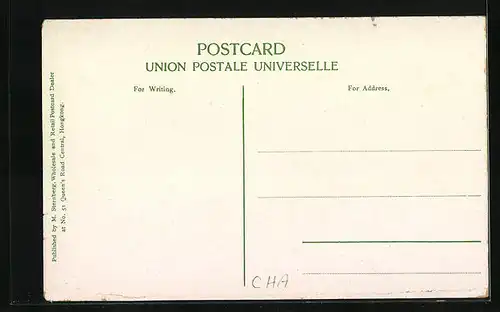 POSTCARD
UNION POSTALE UNIVERSELLE
For Writing.
For Address,
Published by M. Sternberg, Wholesale and Retail Postcard Dealer
at No. 51 Queen's Road Central, Hongkong.
CHA